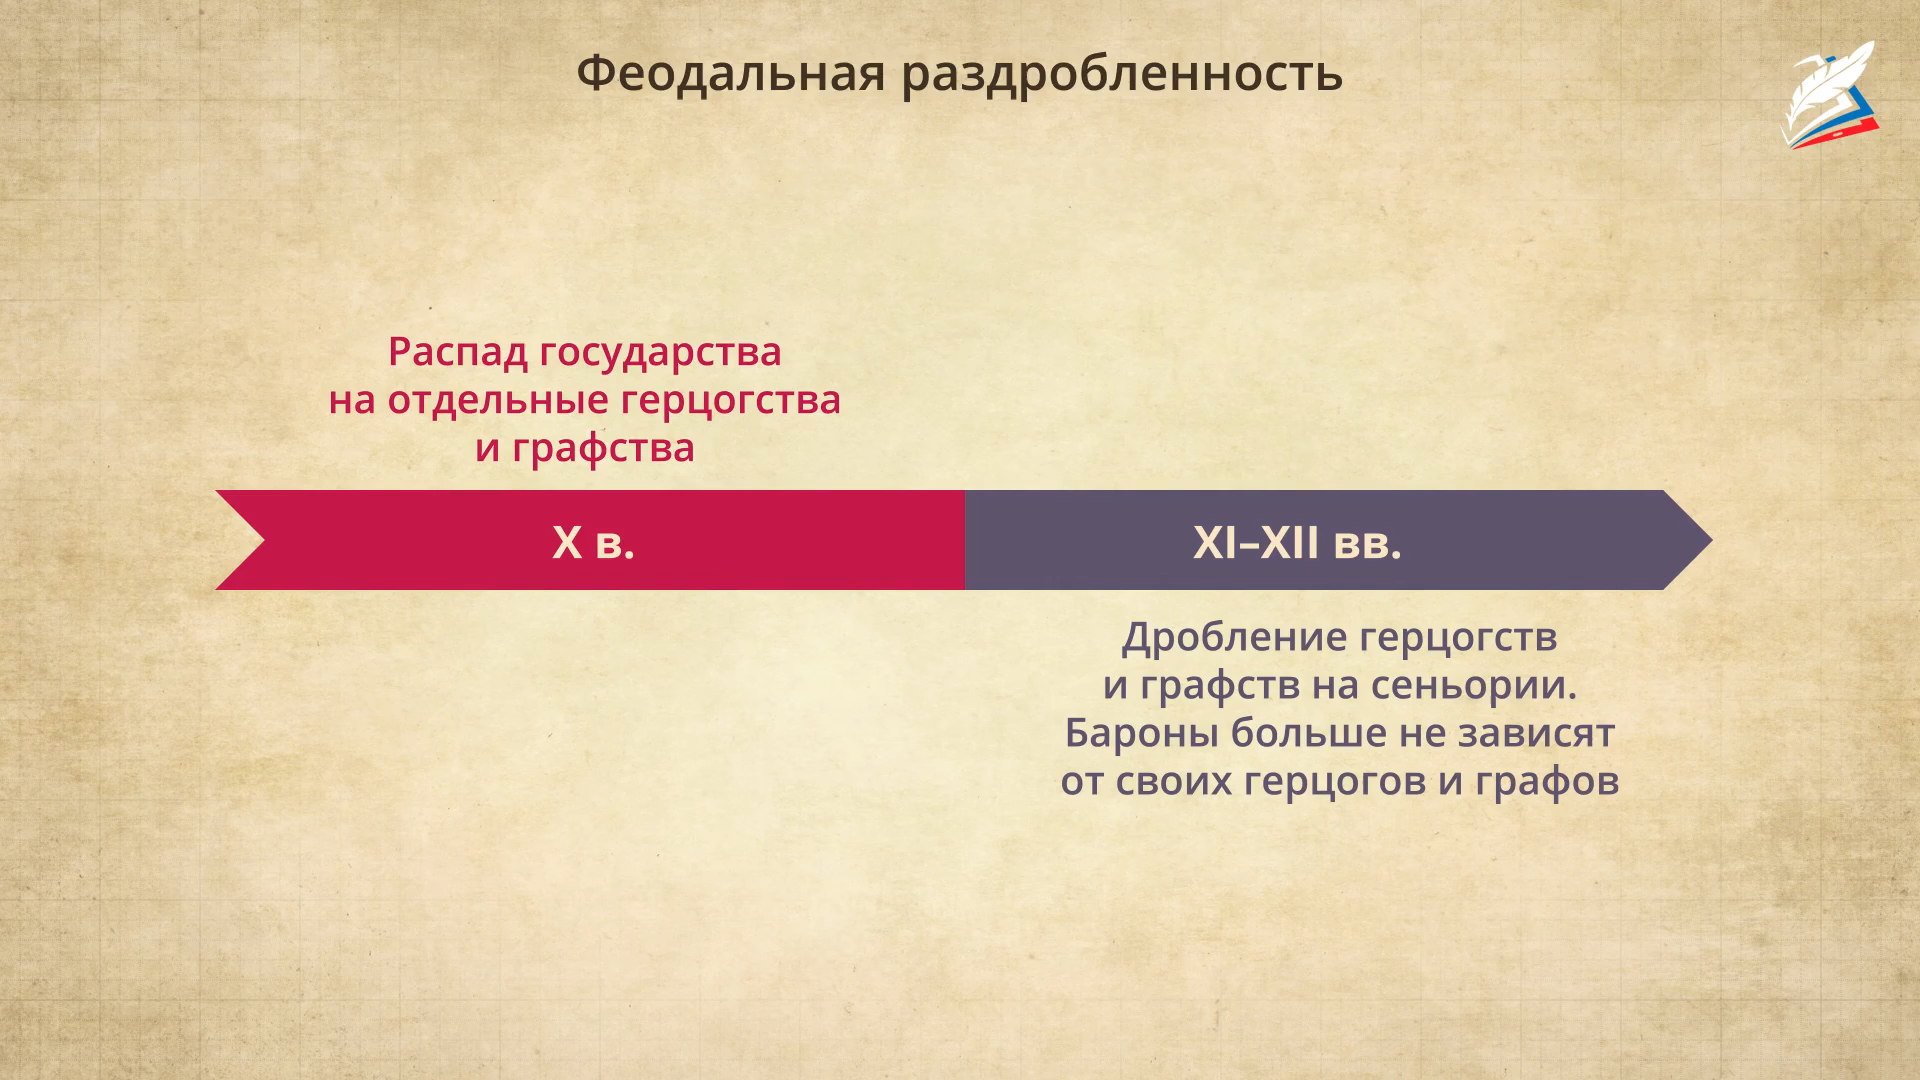 Феодальная раздробленность
Распад государства
на отдельные герцогства
и графства
X в.
XI–XII вв.
Дробление герцогств
и графств на сеньории.
Бароны больше не зависят
от своих герцогов и графов